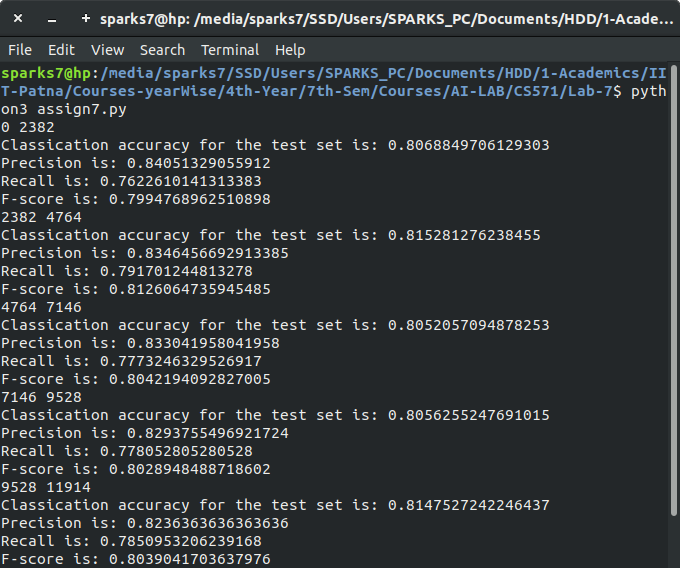 sparks7@hp: /media/sparks7/SSD/Users/SPARKS_PC/Documents/HDD/1-Acade...
File Edit View Search Terminal Help
sparks7@hp:/media/sparks7/SSD/Users/SPARKS_PC/Documents/HDD/1-Academics/II
T-Patna/Courses-yearWise/4th-Year/7th-Sem/Courses/AI-LAB/CS571/Lab-7$ pyth
on3 assign7.py
0 2382
Classication accuracy for the test set is: 0.8068849706129303
Precision is: 0.84051329055912
Recall is: 0.7622610141313383
F-score is: 0.7994768962510898
2382 4764
Classication accuracy for the test set is: 0.815281276238455
Precision is: 0.8346456692913385
Recall is: 0.791701244813278
F-score is: 0.8126064735945485
4764 7146
Classication accuracy for the test set is: 0.8052057094878253
Precision is: 0.833041958041958
Recall is: 0.7773246329526917
F-score is: 0.8042194092827005
7146 9528
Classication accuracy for the test set is: 0.8056255247691015
Precision is: 0.8293755496921724
Recall is: 0.778052805280528
F-score is: 0.8028948488718602
9528 11914
Classication accuracy for the test set is: 0.8147527242246437
Precision is: 0.8236363636363636
Recall is: 0.7850953206239168
F-score is: 0.8039041703637976